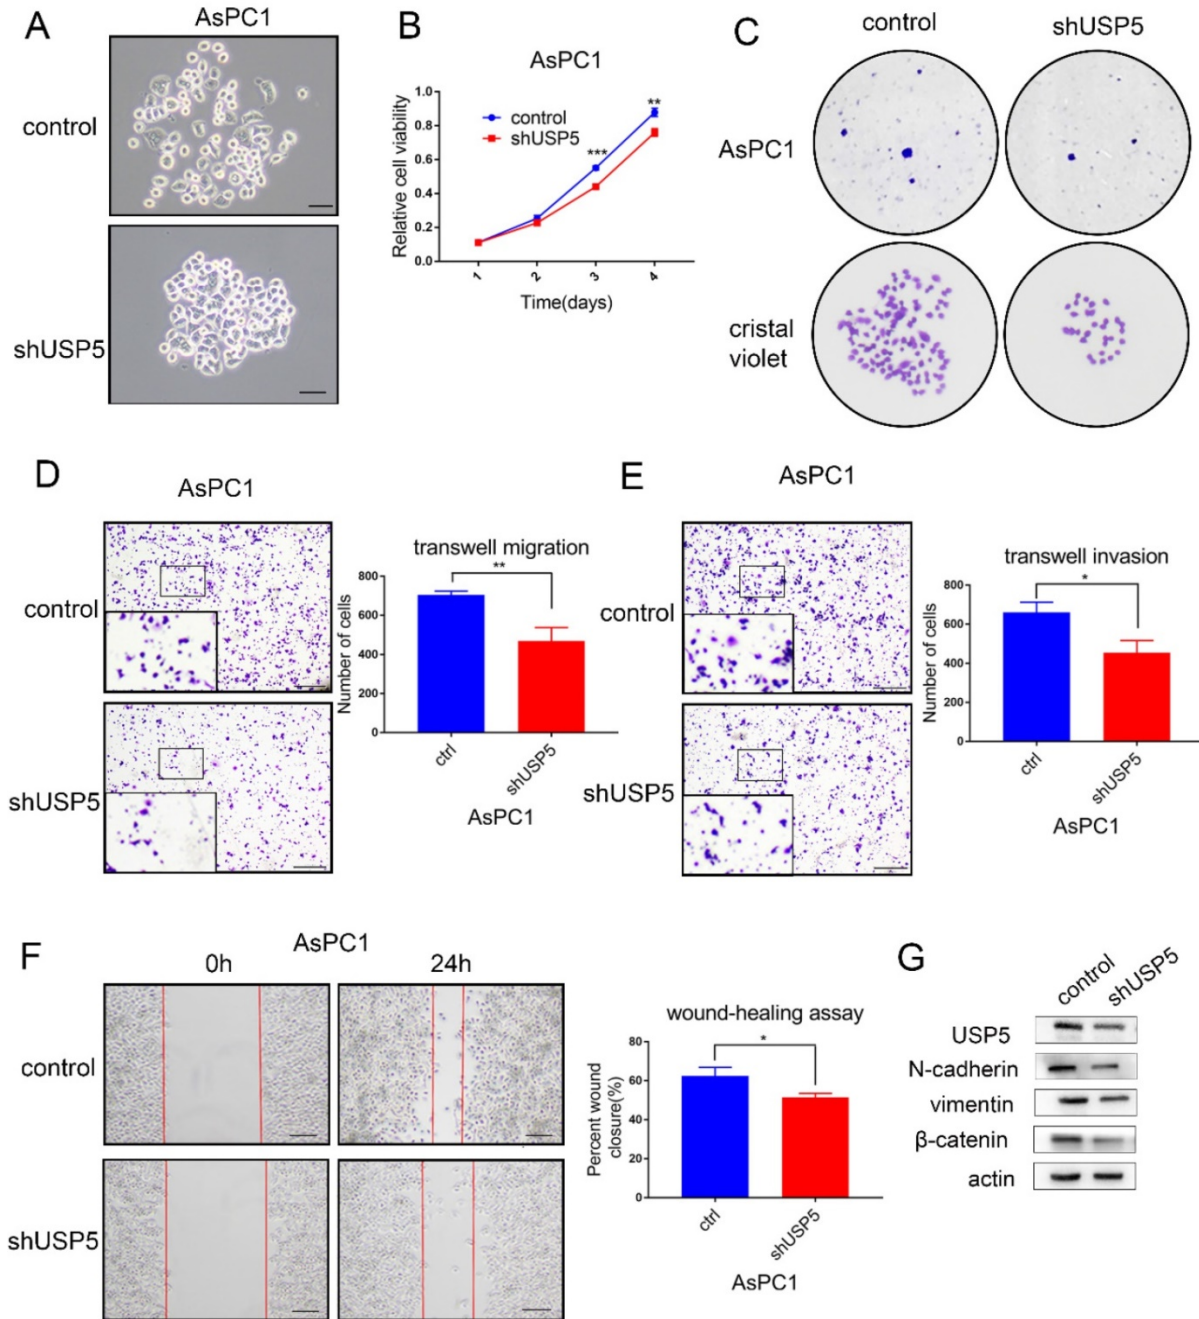 A
AsPC1
control
shUSP5
B
AsPC1
control
shUSP5
***
**
Relative cell viability
1.0
0.8
0.6
0.4
0.2
0.0
1
2
3
4
Time(days)
C
control
shUSP5
AsPC1
cristal
violet
D
AsPC1
control
shUSP5
transwell migration
**
Number of cells
800
600
400
200
0
ctrl
shUSP5
AsPC1
E
AsPC1
control
shUSP5
transwell invasion
*
Number of cells
800
600
400
200
0
ctrl
shUSP5
AsPC1
F
AsPC1
0h
24h
control
shUSP5
wound-healing assay
*
Percent wound
closure(%)
80
60
40
20
0
ctrl
shUSP5
AsPC1
G
control
shUSP5
USP5
N-cadherin
vimentin
β-catenin
actin